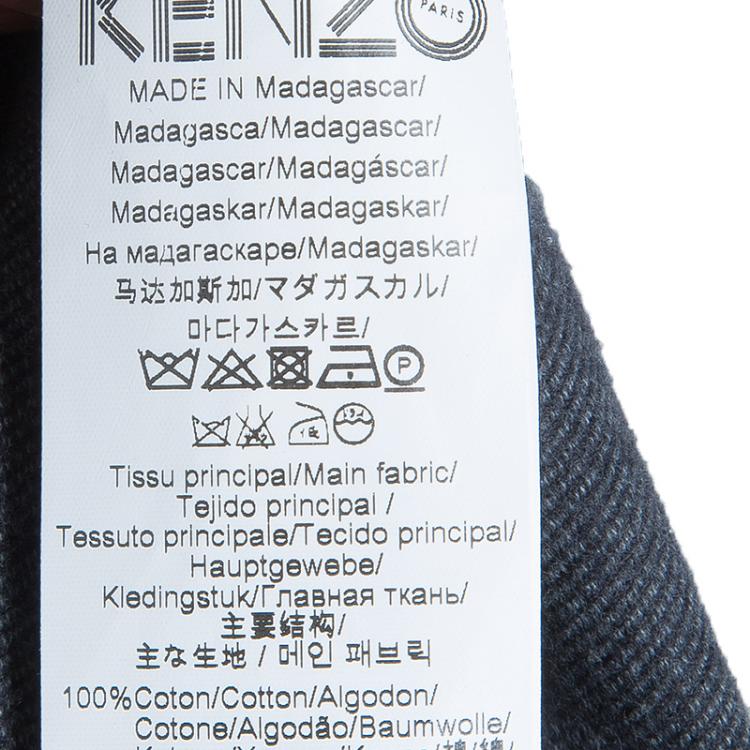 KENZO PARIS
MADE IN Madagascar/
Madagasca/Madagascar/
Madagascar/Madagáscar/
Madagaskar/Madagaskar/
На мадагаскаре/Madagaskar/
马达加斯加/マダガスカル/
마다가스카르/
P
Tissu principal/Main fabric/
Tejido principal /
Tessuto principale/Tecido principal/
Hauptgewebe/
Kledingstuk/Главная ткань/
主要结构/
主な生地 / 메인 패브릭
100%Coton/Cotton/Algodon/
Cotone/Algodão/Baumwolle/